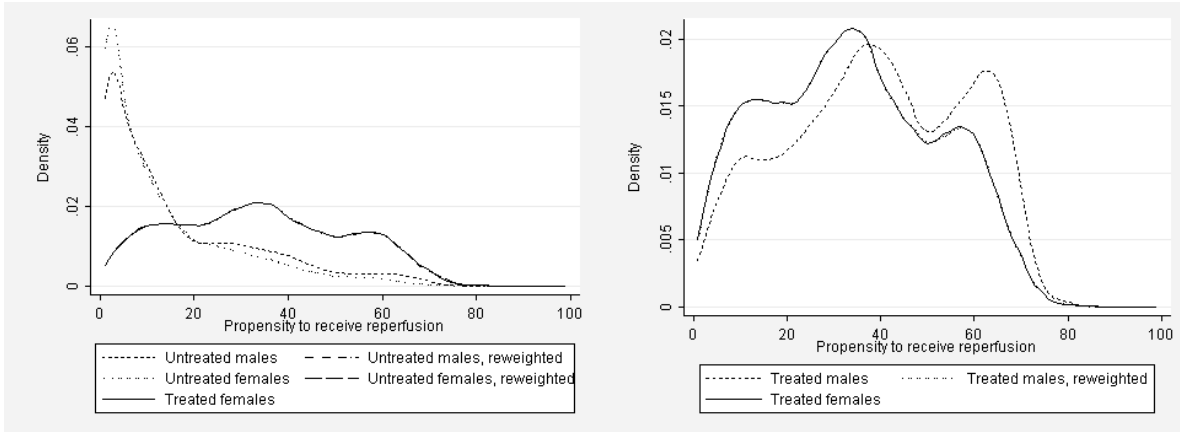 Density
0 .02 .04 .06
0 20 40 60 80 100
Propensity to receive reperfusion
Untreated males Untreated males, reweighted
Untreated females Untreated females, reweighted
Treated females
Density
0 .005 .01 .015 .02
0 20 40 60 80 100
Propensity to receive reperfusion
Treated males Treated males, reweighted
Treated females